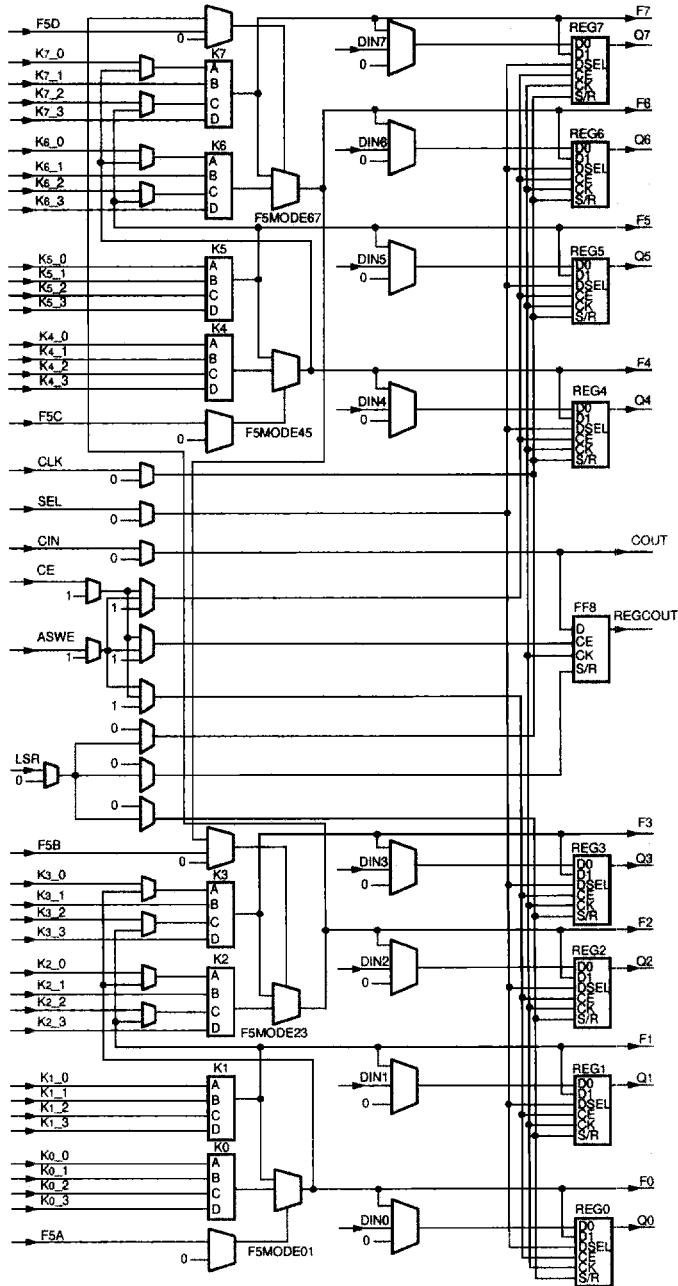 F5D
0
K7_0
K7_1
K7_2
K7_3
K7
A
B
C
D
DIN7
0
REG7
D0
D1
DSEL
CE
CK
S/R
F7
Q7
K6_0
K6_1
K6_2
K6_3
K6
A
B
C
D
F5MODE67
DIN6
0
REG6
D0
D1
DSEL
CE
CK
S/R
F6
Q6
K5_0
K5_1
K5_2
K5_3
K5
A
B
C
D
DIN5
0
REG5
D0
D1
DSEL
CE
CK
S/R
F5
Q5
K4_0
K4_1
K4_2
K4_3
K4
A
B
C
D
F5C
0
F5MODE45
DIN4
0
REG4
D0
D1
DSEL
CE
CK
S/R
F4
Q4
CLK
0
SEL
0
CIN
0
COUT
CE
1
1
ASWE
1
1
1
FF8
D
CE
CK
S/R
REGCOUT
LSR
0
0
0
0
F5B
0
K3_0
K3_1
K3_2
K3_3
K3
A
B
C
D
DIN3
0
REG3
D0
D1
DSEL
CE
CK
S/R
F3
Q3
K2_0
K2_1
K2_2
K2_3
K2
A
B
C
D
F5MODE23
DIN2
0
REG2
D0
D1
DSEL
CE
CK
S/R
F2
Q2
K1_0
K1_1
K1_2
K1_3
K1
A
B
C
D
DIN1
0
REG1
D0
D1
DSEL
CE
CK
S/R
F1
Q1
K0_0
K0_1
K0_2
K0_3
K0
A
B
C
D
F5A
0
F5MODE01
DIN0
0
REG0
D0
D1
DSEL
CE
CK
S/R
F0
Q0